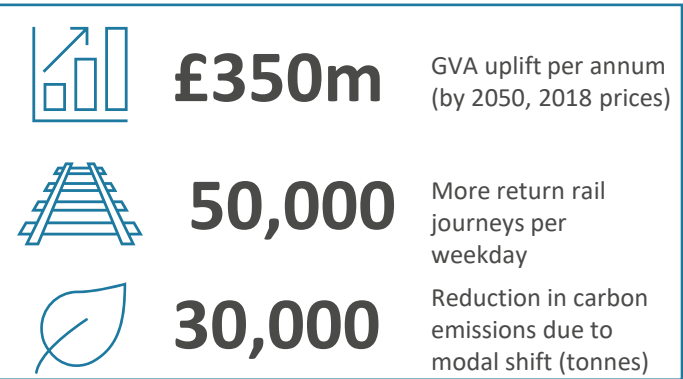 £350m
GVA uplift per annum
(by 2050, 2018 prices)
50,000
More return rail
journeys per
weekday
30,000
Reduction in carbon
emissions due to
modal shift (tonnes)